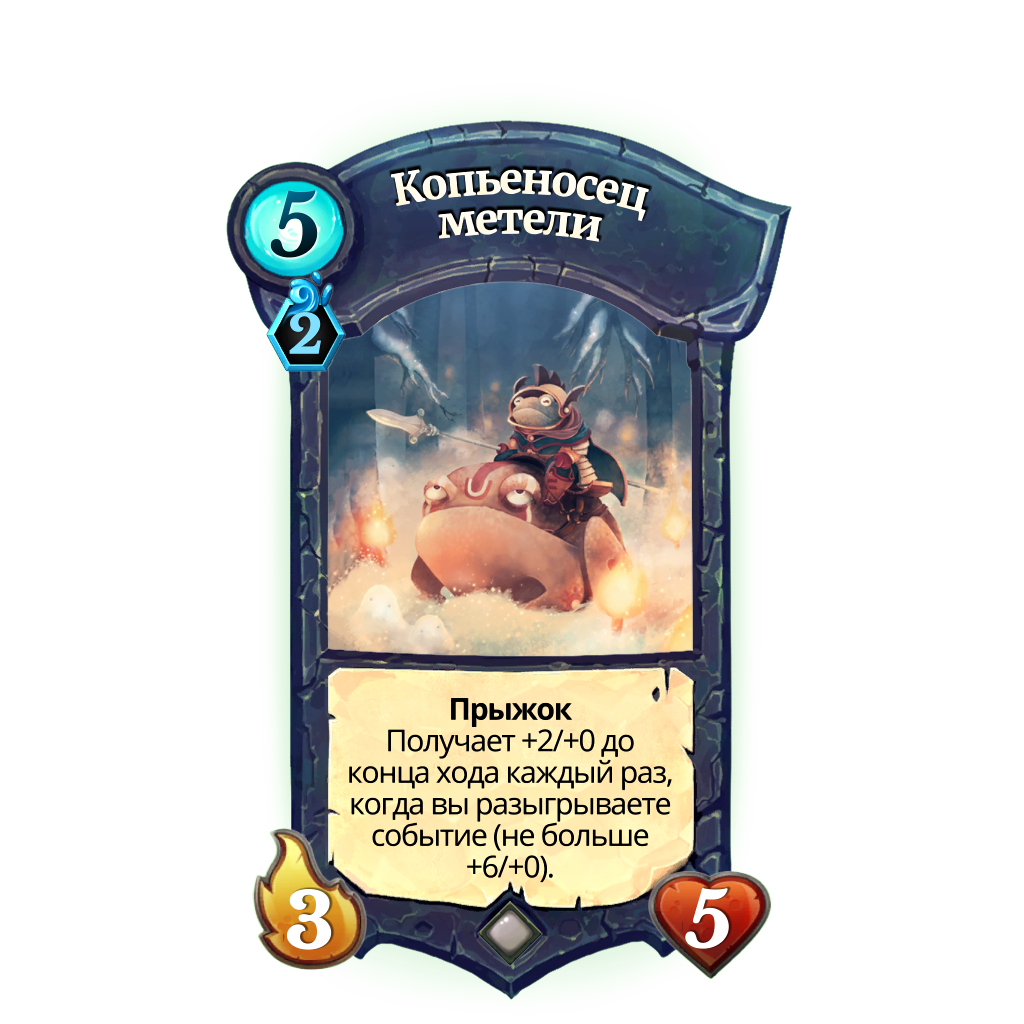 Копьеносец
метели
5
2
Прыжок
Получает +2/+0 до
конца хода каждый раз,
когда вы разыгрываете
событие (не больше
+6/+0).
3
5